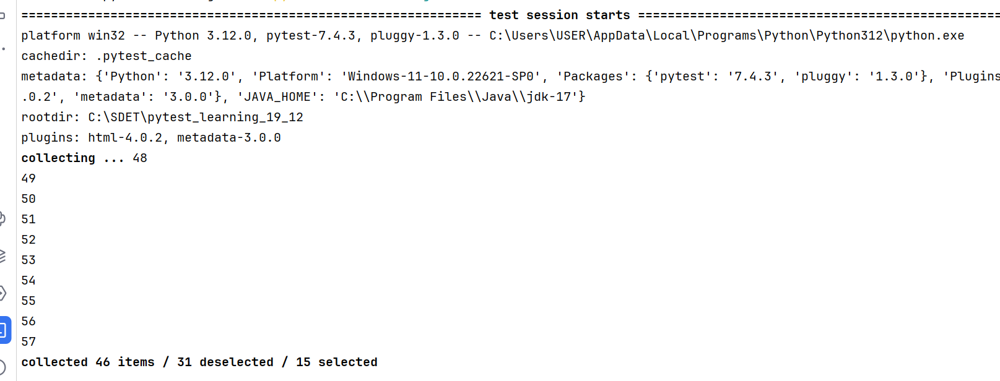 ============================================================== test session starts =================================================
platform win32 -- Python 3.12.0, pytest-7.4.3, pluggy-1.3.0 -- C:\Users\USER\AppData\Local\Programs\Python\Python312\python.exe
cachedir: .pytest_cache
metadata: {'Python': '3.12.0', 'Platform': 'Windows-11-10.0.22621-SP0', 'Packages': {'pytest': '7.4.3', 'pluggy': '1.3.0'}, 'Plugins
.0.2', 'metadata': '3.0.0'}, 'JAVA_HOME': 'C:\\Program Files\\Java\\jdk-17'}
rootdir: C:\SDET\pytest_learning_19_12
plugins: html-4.0.2, metadata-3.0.0
collecting ... 48
49
50
51
52
53
54
55
56
57
collected 46 items / 31 deselected / 15 selected